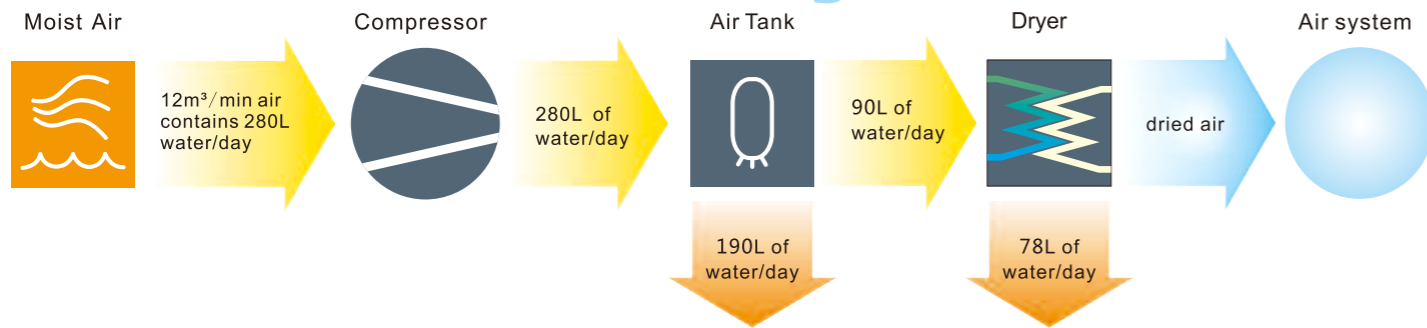 Moist Air
Compressor
Air Tank
Dryer
Air system
12m³/min air
contains 280L
water/day
280L of
water/day
90L of
water/day
dried air
190L of
water/day
78L of
water/day